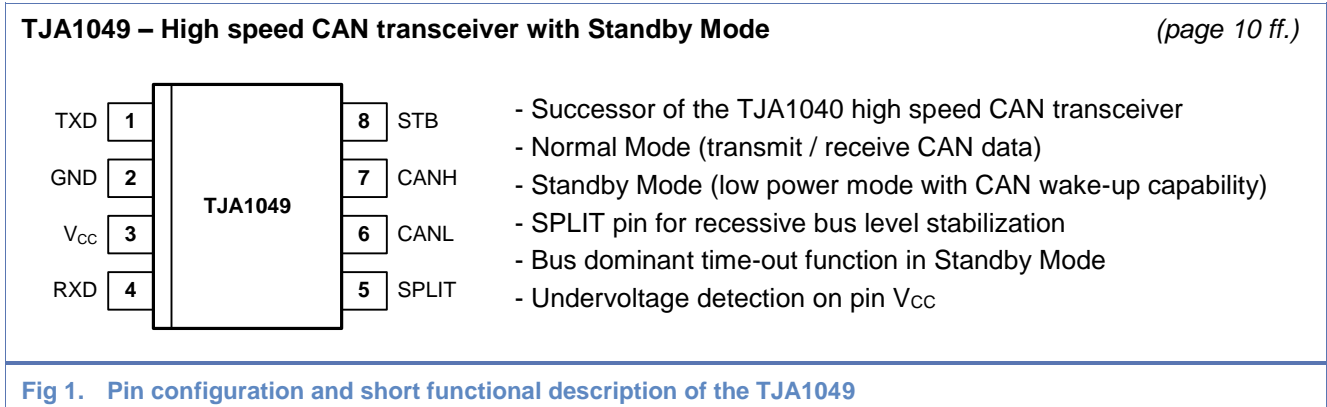 TJA1049 – High speed CAN transceiver with Standby Mode (page 10 ff.)
TXD 1
GND 2
VCC 3
RXD 4
TJA1049
8 STB
7 CANH
6 CANL
5 SPLIT
- Successor of the TJA1040 high speed CAN transceiver
- Normal Mode (transmit / receive CAN data)
- Standby Mode (low power mode with CAN wake-up capability)
- SPLIT pin for recessive bus level stabilization
- Bus dominant time-out function in Standby Mode
- Undervoltage detection on pin VCC
Fig 1. Pin configuration and short functional description of the TJA1049